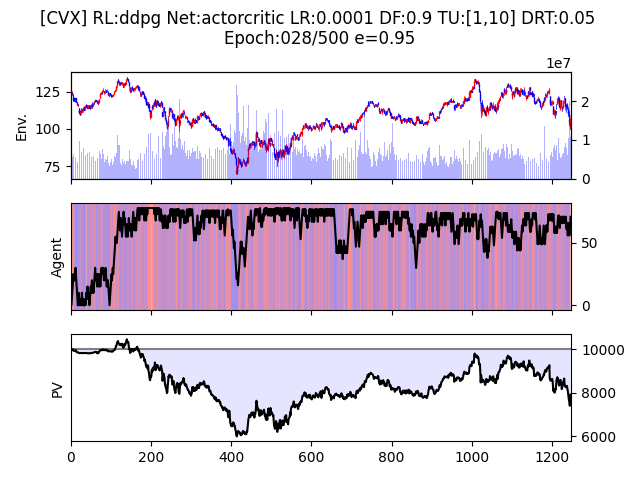 [CVX] RL:ddpg Net:actorcritic LR:0.0001 DF:0.9 TU:[1,10] DRT:0.05
Epoch:028/500 e=0.95
1e7
Env.
125
100
75
2
1
0
Agent
50
0
PV
10000
8000
6000
0 200 400 600 800 1000 1200